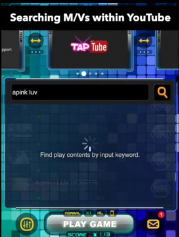 Searching M/Vs within YouTube
TAP Tube
apink luv
Find play contents by input keyword.
PLAY GAME